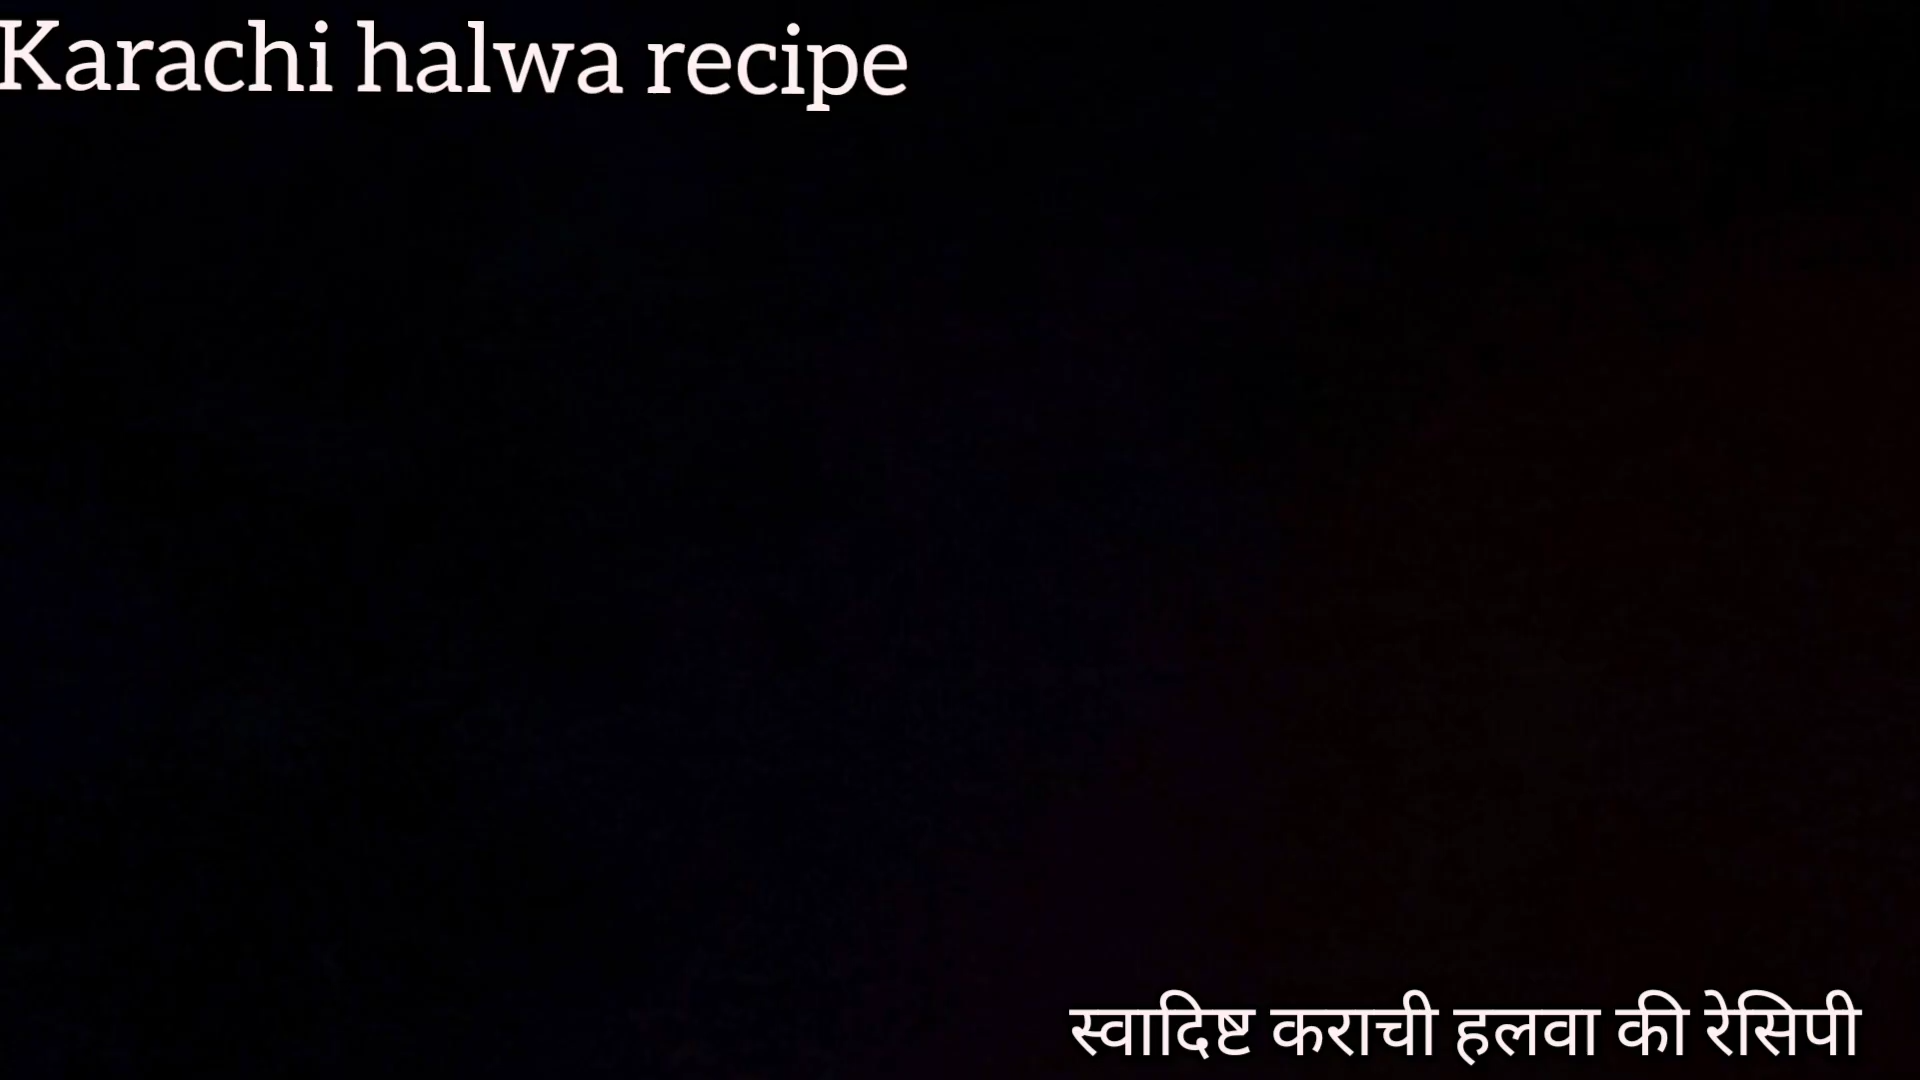 Karachi halwa recipe
स्वादिष्ट कराची हलवा की रेसिपी